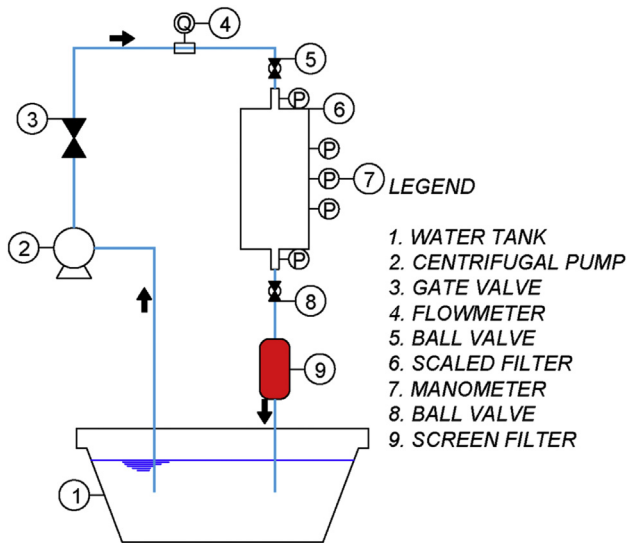 Q
4
5
P
6
3
P
P
7
P
LEGEND
2
P
1. WATER TANK
2. CENTRIFUGAL PUMP
3. GATE VALVE
4. FLOWMETER
5. BALL VALVE
6. SCALED FILTER
7. MANOMETER
8. BALL VALVE
9. SCREEN FILTER
8
9
1